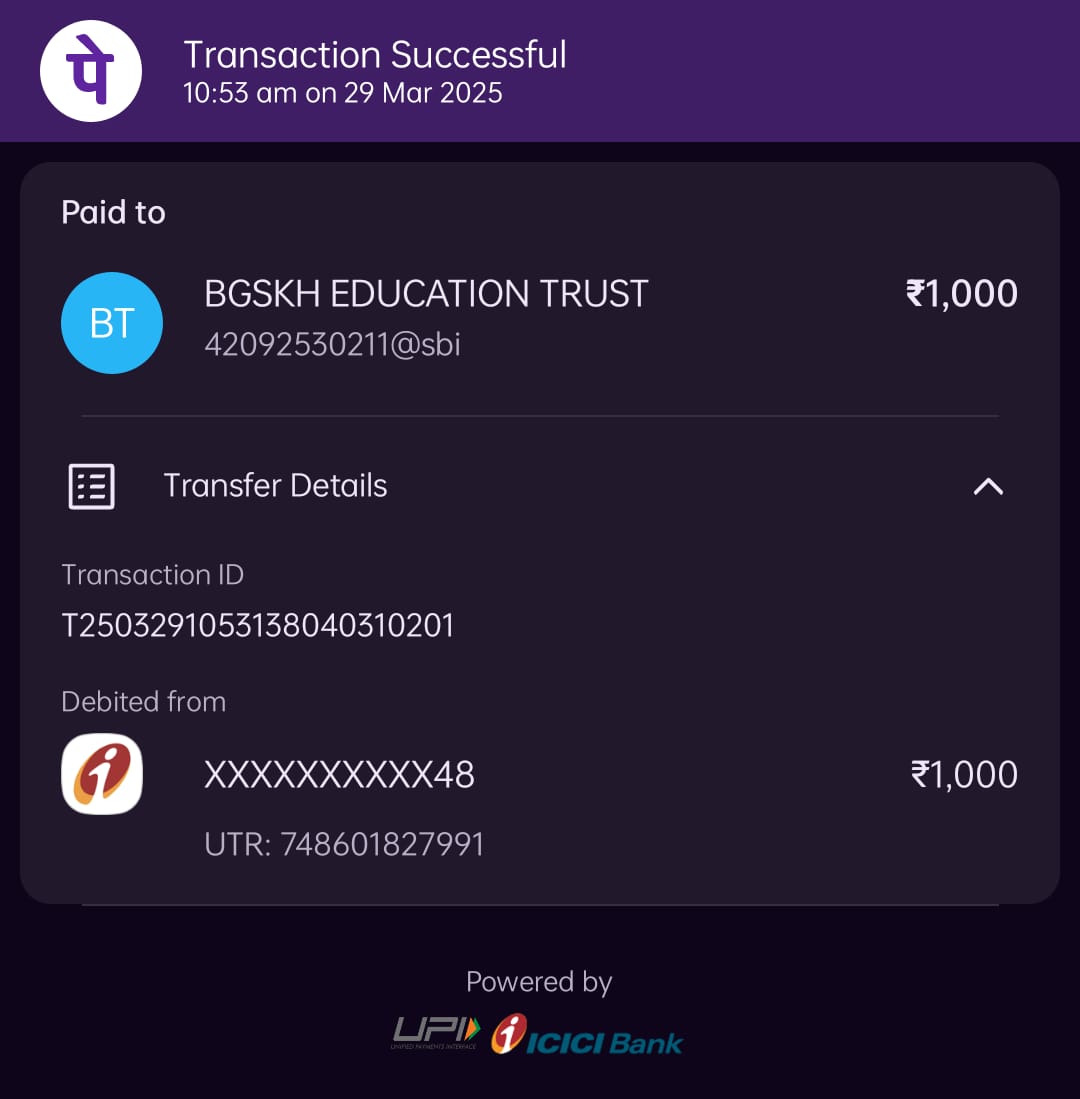 पे
Transaction Successful
10:53 am on 29 Mar 2025
Paid to
BT
BGSKH EDUCATION TRUST
₹1,000
42092530211@sbi
Transfer Details
Transaction ID
T2503291053138040310201
Debited from
XXXXXXXXXX48
₹1,000
UTR: 748601827991
Powered by
UPI
UNIFIED PAYMENTS INTERFACE
ICICI Bank